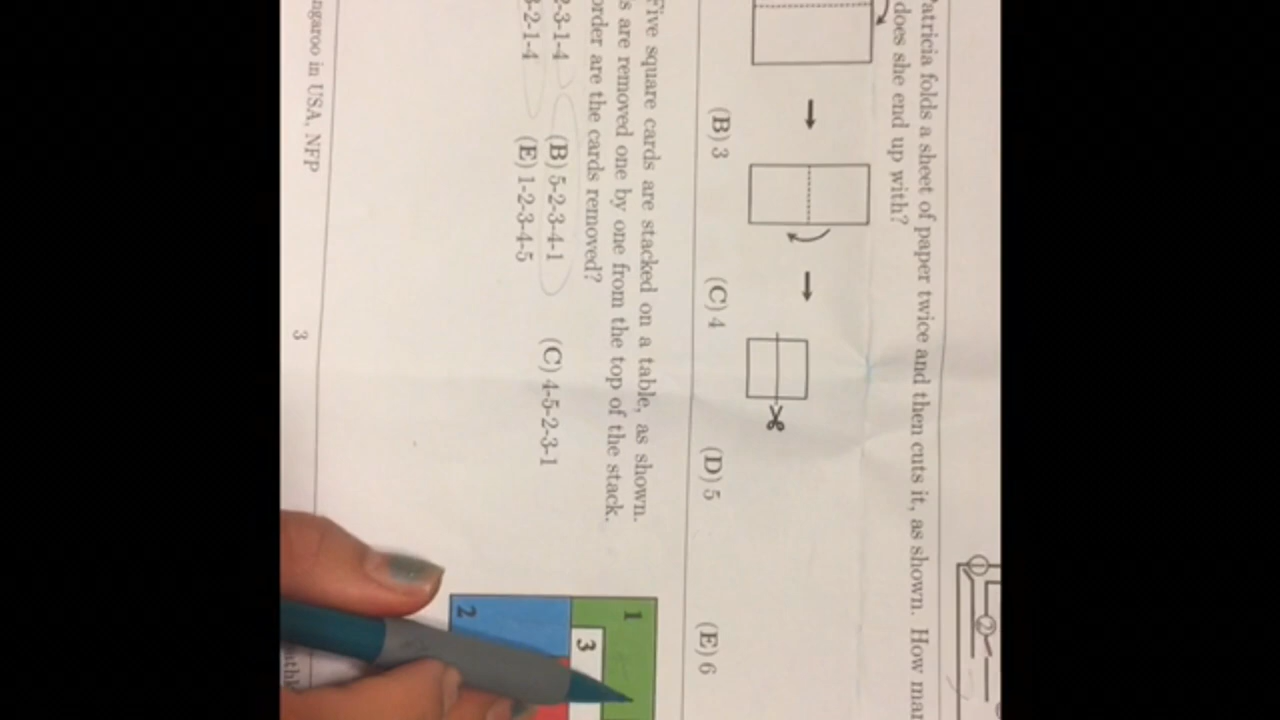 ①
②
atricia folds a sheet of paper twice and then cuts it, as shown. How
does she end up with?
(B) 3 (C) 4 (D) 5 (E) 6
Five square cards are stacked on a table, as shown.
s are removed one by one from the top of the stack.
order are the cards removed?
2-3-1-4 (B) 5-2-3-4-1 (C) 4-5-2-3-1
3-2-1-4 (E) 1-2-3-4-5
1
3
2
ngaroo in USA, NFP 3